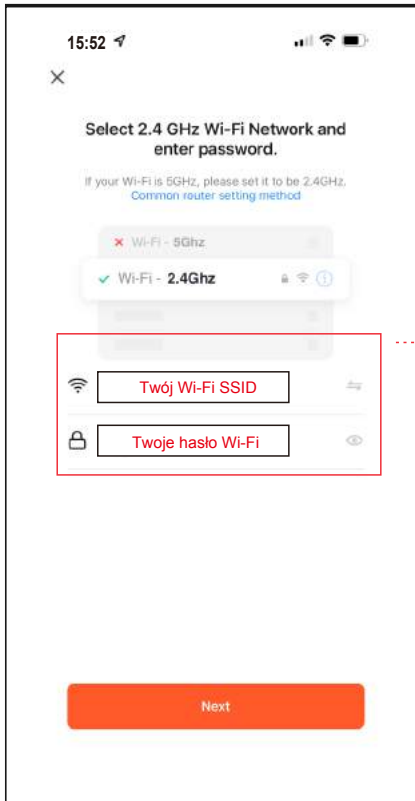 15:52
Select 2.4 GHz Wi-Fi Network and
enter password.
If your Wi-Fi is 5GHz, please set it to be 2.4GHz.
Common router setting method
Wi-Fi - 5Ghz
Wi-Fi - 2.4Ghz
Twój Wi-Fi SSID
Twoje hasło Wi-Fi
Next